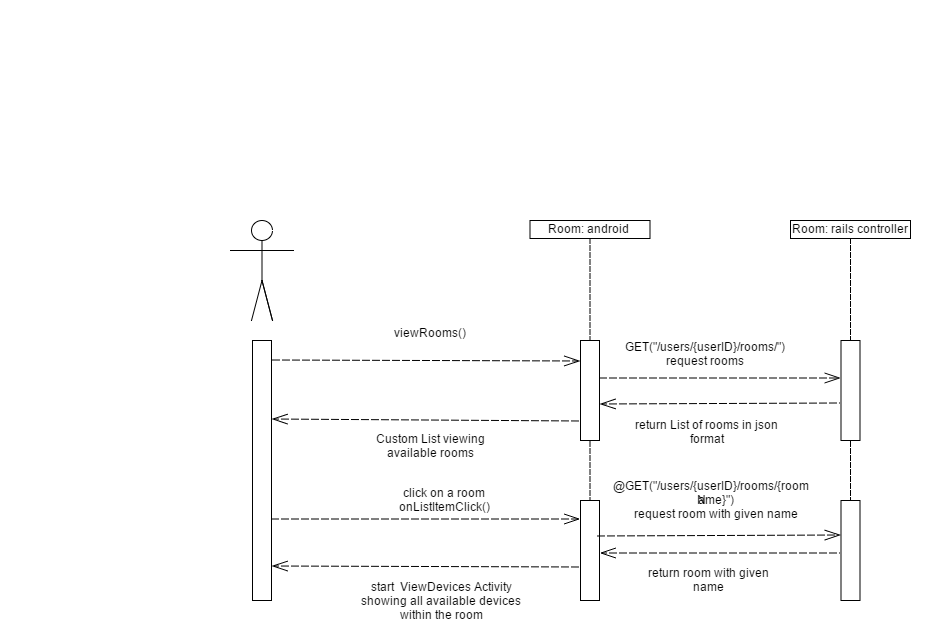 Room: android
Room: rails controller
viewRooms()
GET("/users/{userID}/rooms/")
request rooms
return List of rooms in json
format
Custom List viewing
available rooms
click on a room
onListItemClick()
@GET("/users/{userID}/rooms/{room
request room with given name
return room with given
name
start ViewDevices Activity
showing all available devices
within the room